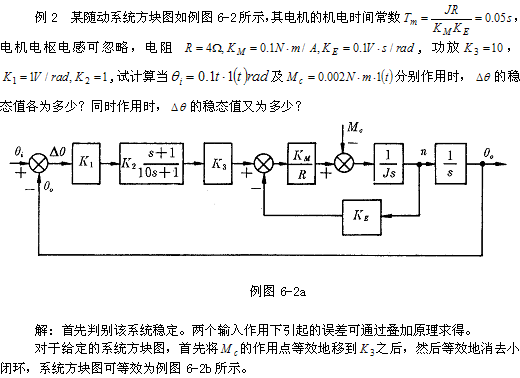 例 2 某随动系统方块图如例图 6-2 所示,其电机的机电时间常数 T_m = JR / (K_M K_E) = 0.05s,
电机电枢电感可忽略,电阻 R = 4Ω, K_M = 0.1N·m/A, K_E = 0.1V·s/rad, 功放 K_3 = 10,
K_1 = 1V/rad, K_2 = 1, 试计算当 θ_i = 0.1t·1(t)rad 及 M_c = 0.002N·m·1(t) 分别作用时, Δθ 的稳
态值各为多少?同时作用时, Δθ 的稳态值又为多少?
M_c
θ_i Δθ K_1 K_2 (s+1)/(10s+1) K_3 + K_M/R + − 1/(Js) n 1/s θ_o
+ − θ_o −
K_E
例图 6-2a
解:首先判别该系统稳定。两个输入作用下引起的误差可通过叠加原理求得。
对于给定的系统方块图,首先将 M_c 的作用点等效地移到 K_3 之后,然后等效地消去小
闭环,系统方块图可等效为例图 6-2b 所示。